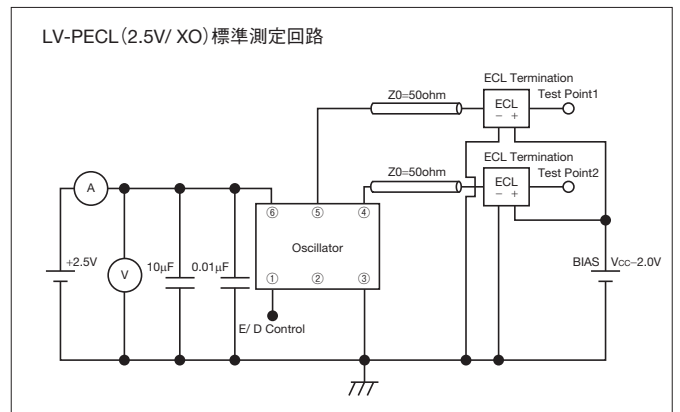 LV-PECL（2.5V/ XO）標準測定回路
ECL Termination
Z0=50ohm
ECL
− +
Test Point1
ECL Termination
Z0=50ohm
ECL
− +
Test Point2
A
⑥ ⑤ ④
Oscillator
① ② ③
+2.5V
V
10μF
0.01μF
BIAS
Vcc−2.0V
E/ D Control